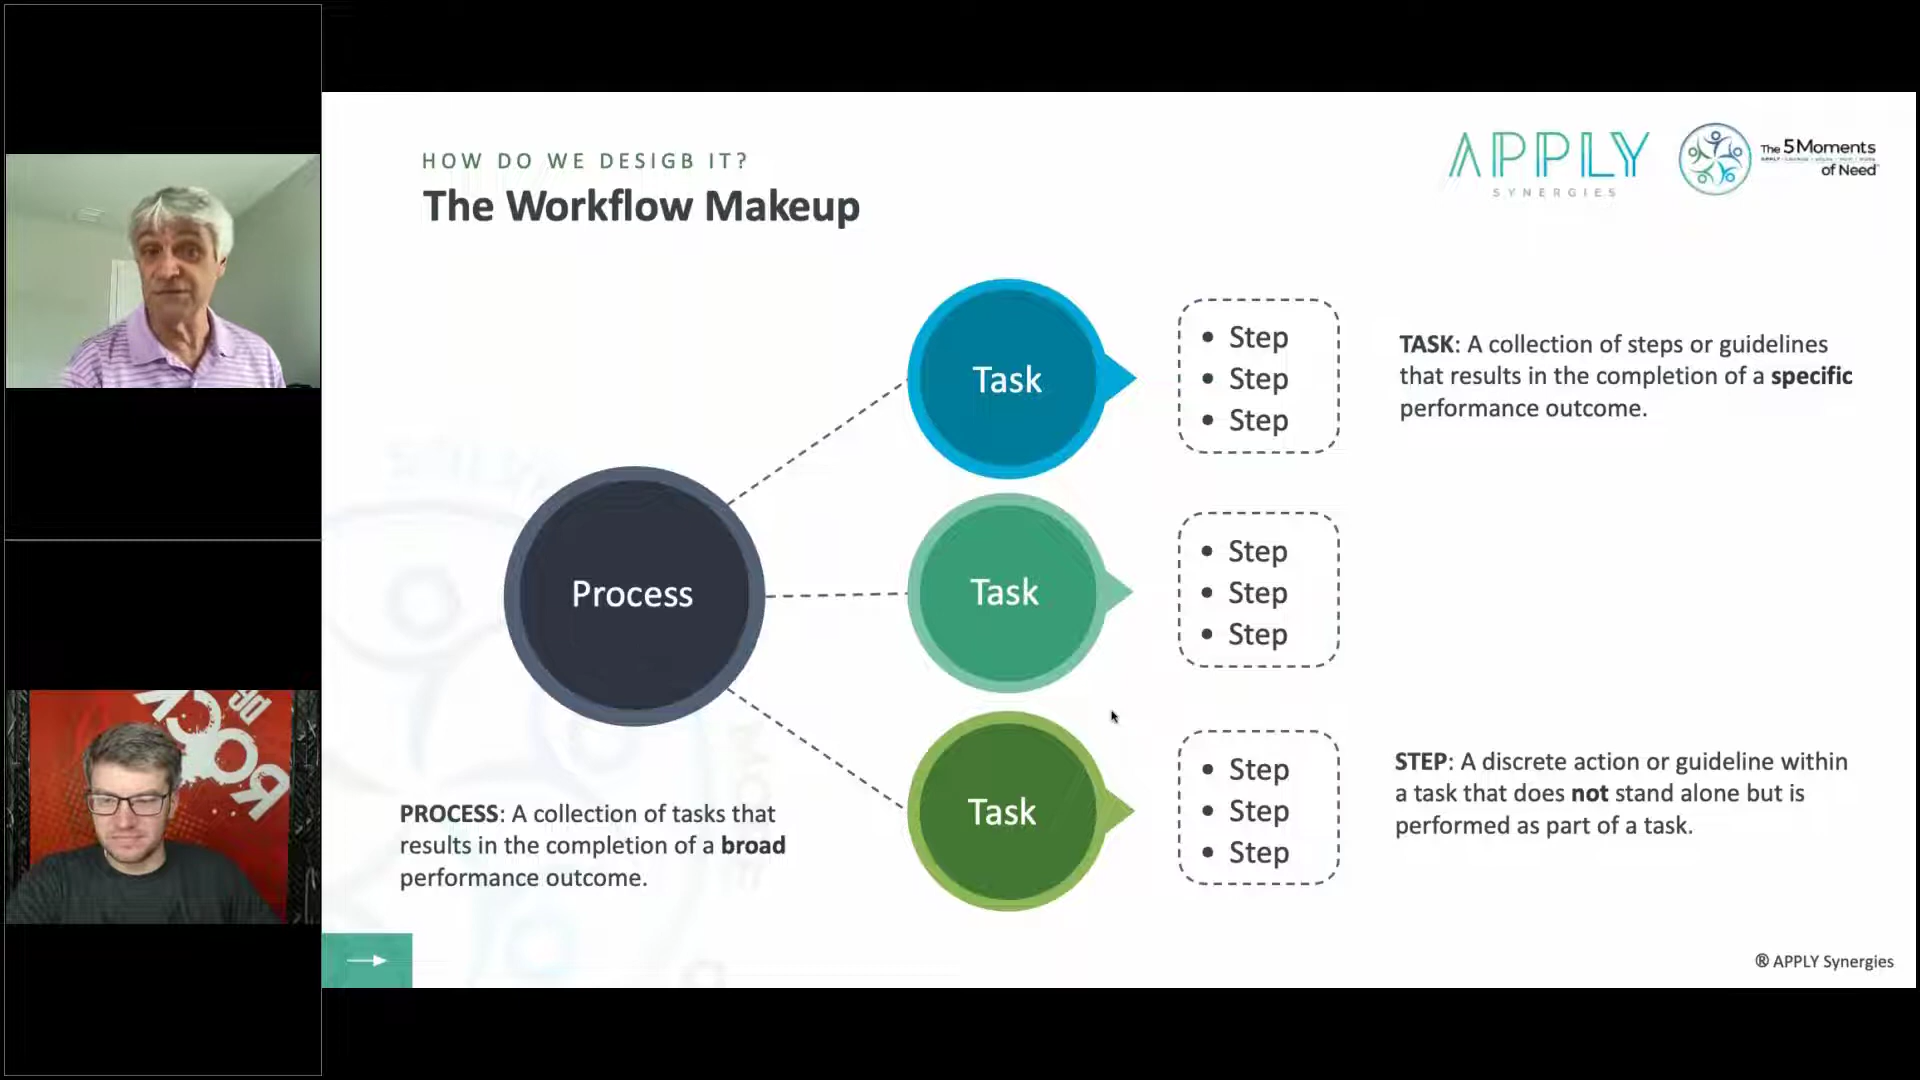 HOW DO WE DESIGB IT?
The Workflow Makeup
APPLY
SYNERGIES
The 5 Moments
of Need
Task
• Step
• Step
• Step
TASK: A collection of steps or guidelines
that results in the completion of a specific
performance outcome.
Process
Task
• Step
• Step
• Step
PROCESS: A collection of tasks that
results in the completion of a broad
performance outcome.
Task
• Step
• Step
• Step
STEP: A discrete action or guideline within
a task that does not stand alone but is
performed as part of a task.
® APPLY Synergies
ROCK